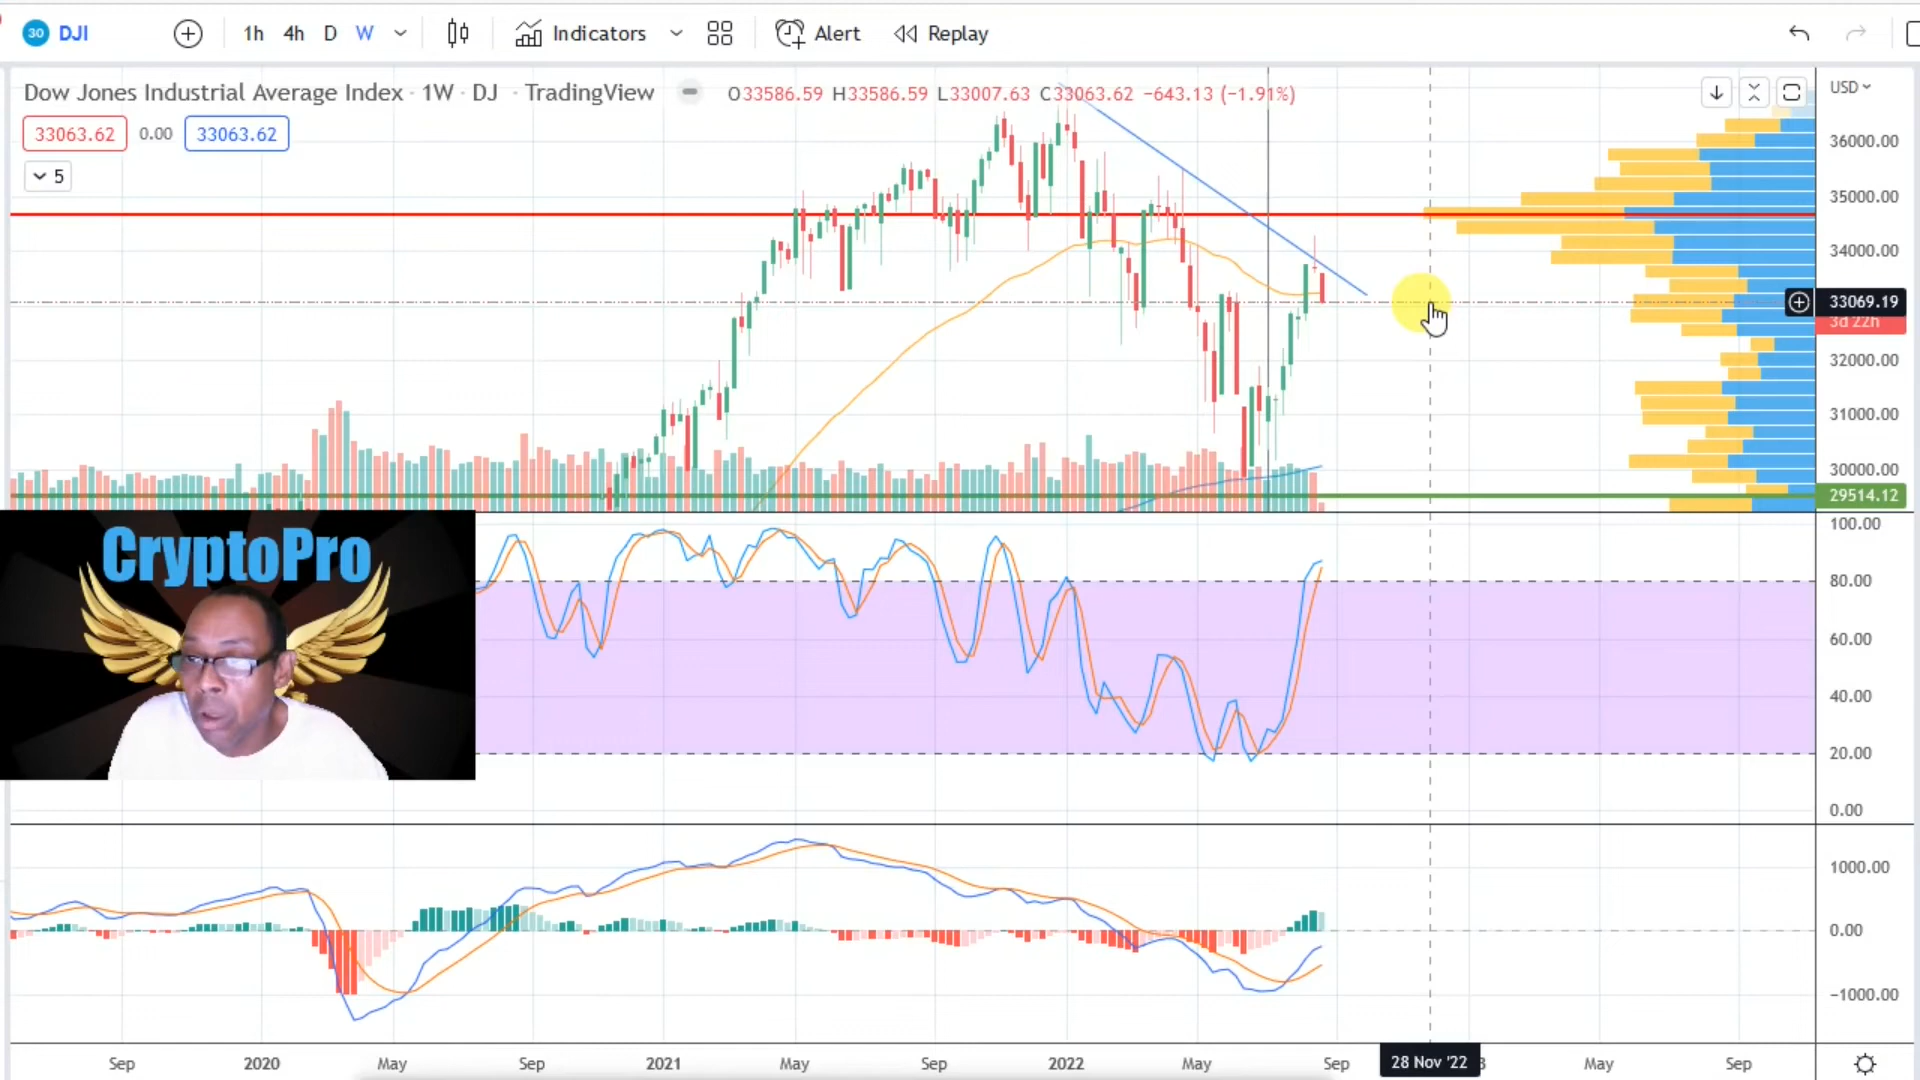 30 DJI 1h 4h D W Indicators Alert Replay
Dow Jones Industrial Average Index · 1W · DJ · TradingView O33586.59 H33586.59 L33007.63 C33063.62 −643.13 (−1.91%)
USD
33063.62 0.00 33063.62
5
36000.00
35000.00
34000.00
33069.19
3d 22h
32000.00
31000.00
30000.00
29514.12
CryptoPro
100.00
80.00
60.00
40.00
20.00
0.00
1000.00
0.00
−1000.00
Sep 2020 May Sep 2021 May Sep 2022 May Sep 28 Nov '22 3 May Sep